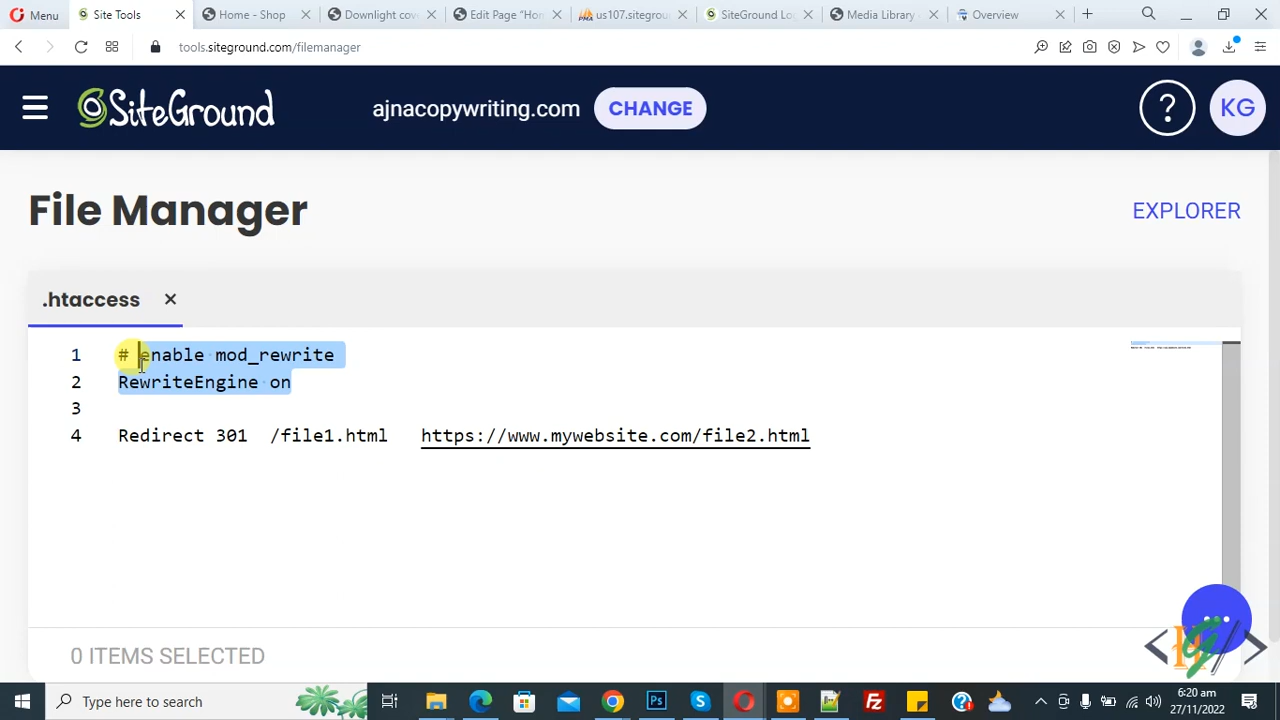 Menu
Site Tools
Home - Shop
Downlight cov
Edit Page "Hom
us107.sitegroun
SiteGround Lo
Media Library
Overview
tools.siteground.com/filemanager
SiteGround
ajnacopywriting.com
CHANGE
?
KG
File Manager
EXPLORER
.htaccess
1 # enable mod_rewrite
2 RewriteEngine on
3
4 Redirect 301 /file1.html https://www.mywebsite.com/file2.html
0 ITEMS SELECTED
Type here to search
6:20 am
27/11/2022